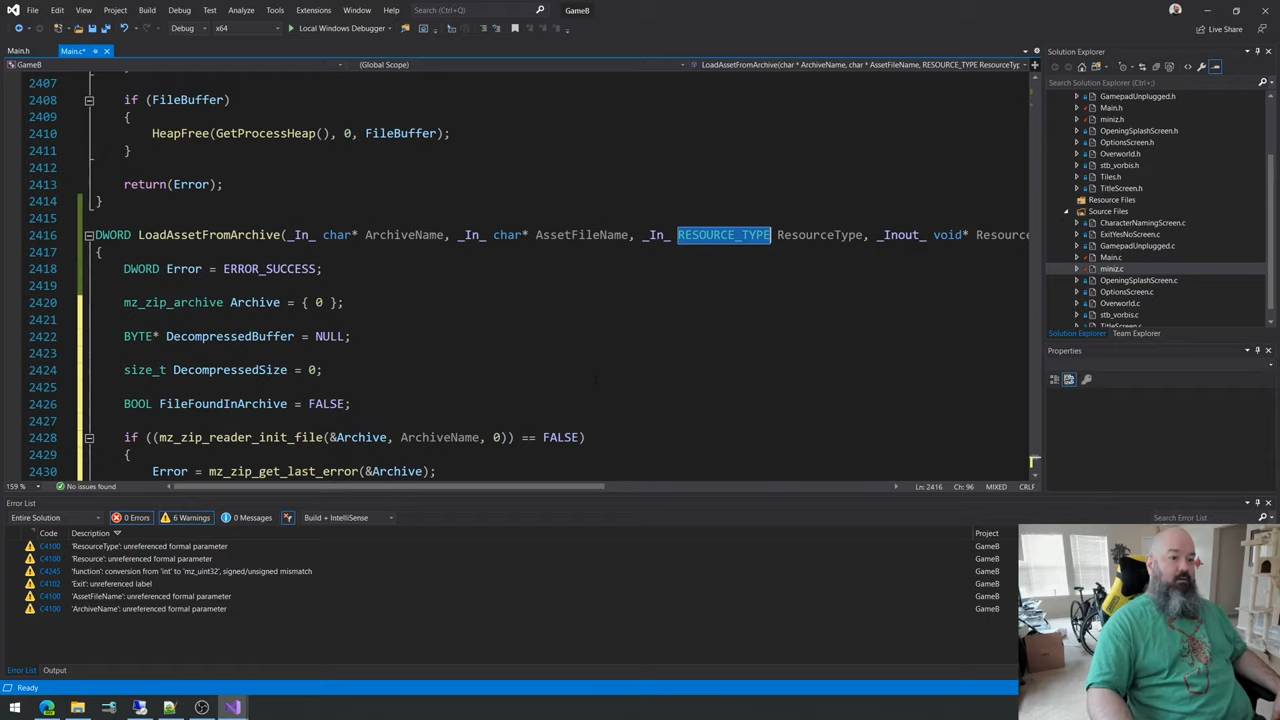 File Edit View Project Build Debug Test Analyze Tools Extensions Window Help Search (Ctrl+Q) GameB
Debug x64 Local Windows Debugger Live Share
Main.h Main.c*
GameB (Global Scope) LoadAssetFromArchive(char * ArchiveName, char * AssetFileName, RESOURCE_TYPE ResourceTyp
2407 }
2408 if (FileBuffer)
2409 {
2410 HeapFree(GetProcessHeap(), 0, FileBuffer);
2411 }
2412
2413 return(Error);
2414 }
2415
2416 DWORD LoadAssetFromArchive(_In_ char* ArchiveName, _In_ char* AssetFileName, _In_ RESOURCE_TYPE ResourceType, _Inout_ void* Resource
2417 {
2418 DWORD Error = ERROR_SUCCESS;
2419
2420 mz_zip_archive Archive = { 0 };
2421
2422 BYTE* DecompressedBuffer = NULL;
2423
2424 size_t DecompressedSize = 0;
2425
2426 BOOL FileFoundInArchive = FALSE;
2427
2428 if ((mz_zip_reader_init_file(&Archive, ArchiveName, 0)) == FALSE)
2429 {
2430 Error = mz_zip_get_last_error(&Archive);
159 % No issues found Ln: 2416 Ch: 96 MIXED CRLF
Solution Explorer
Search Solution Explorer (Ctrl+;)
GamepadUnplugged.h
Main.h
miniz.h
OpeningSplashScreen.h
OptionsScreen.h
Overworld.h
stb_vorbis.h
Tiles.h
TitleScreen.h
Resource Files
Source Files
CharacterNamingScreen.c
ExitYesNoScreen.c
GamepadUnplugged.c
Main.c
miniz.c
OpeningSplashScreen.c
OptionsScreen.c
Overworld.c
stb_vorbis.c
TitleScreen.c
Solution Explorer Team Explorer
Properties
Error List
Entire Solution 0 Errors 6 Warnings 0 Messages Build + IntelliSense Search Error List
Code Description Project
C4100 'ResourceType': unreferenced formal parameter GameB
C4100 'Resource': unreferenced formal parameter GameB
C4245 'function': conversion from 'int' to 'mz_uint32', signed/unsigned mismatch GameB
C4102 'Exit': unreferenced label GameB
C4100 'AssetFileName': unreferenced formal parameter GameB
C4100 'ArchiveName': unreferenced formal parameter GameB
Error List Output
Ready